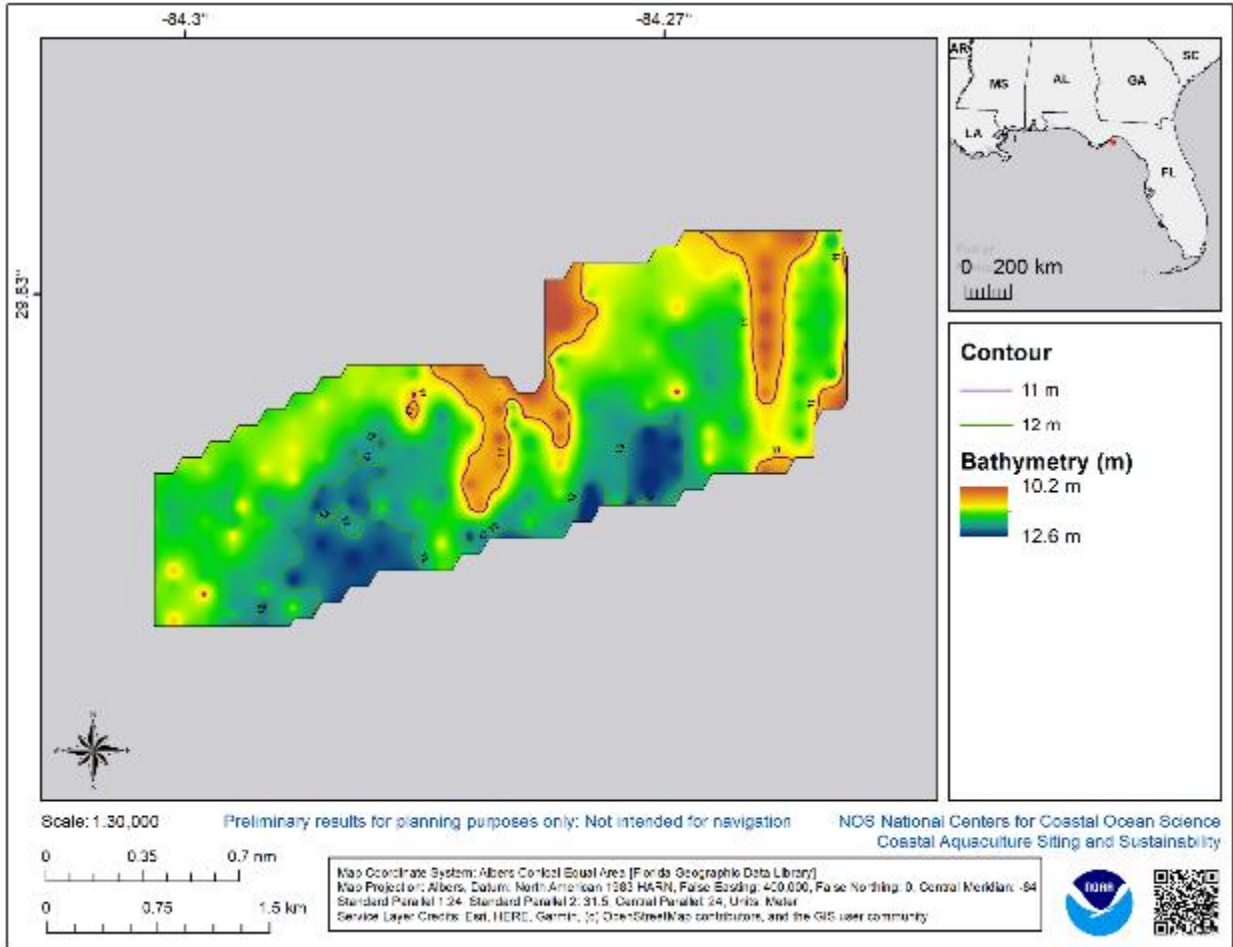 -84.3"
-84.27"
29.83"
AR
MS
AL
GA
SC
LA
FL
0 200 km
Contour
11 m
12 m
Bathymetry (m)
10.2 m
12.6 m
Scale: 1:30,000
Preliminary results for planning purposes only: Not intended for navigation
NOS National Centers for Coastal Ocean Science
Coastal Aquaculture Siting and Sustainability
0 0.35 0.7 nm
0 0.75 1.5 km
Map Coordinate System: Albers Conical Equal Area [Florida Geographic Data Library]
Map Projection: Albers, Datum: North American 1983 HARN, False Easting: 400,000, False Northing: 0, Central Meridian: -84
Standard Parallel 1:24, Standard Parallel 2: 31.5, Central Parallel: 24, Units: Meter
Service Layer Credits: Esri, HERE, Garmin, (c) OpenStreetMap contributors, and the GIS user community
NOAA